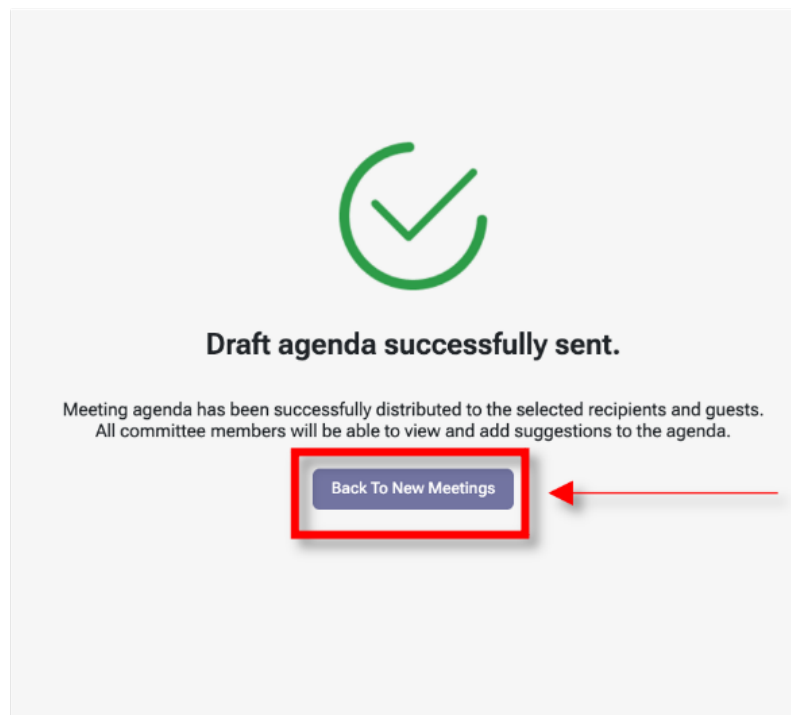 Draft agenda successfully sent.
Meeting agenda has been successfully distributed to the selected recipients and guests.
All committee members will be able to view and add suggestions to the agenda.
Back To New Meetings